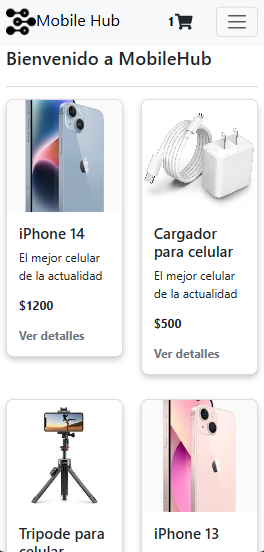 Mobile Hub
1
Bienvenido a MobileHub
iPhone 14
El mejor celular
de la actualidad
$1200
Ver detalles
Cargador
para celular
El mejor celular
de la actualidad
$500
Ver detalles
Tripode para
celular
iPhone 13